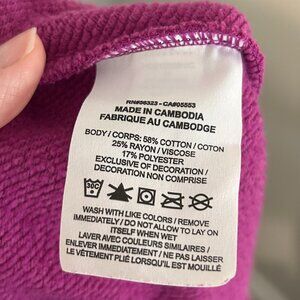 RN#56323 - CA#05553
MADE IN CAMBODIA
FABRIQUE AU CAMBODGE
BODY / CORPS: 58% COTTON / COTON
25% RAYON / VISCOSE
17% POLYESTER
EXCLUSIVE OF DECORATION /
DECORATION NON COMPRISE
30C
WASH WITH LIKE COLORS / REMOVE
IMMEDIATELY / DO NOT ALLOW TO LAY ON
ITSELF WHEN WET
LAVER AVEC COULEURS SIMILAIRES /
ENLEVER IMMEDIATEMENT / NE PAS LAISSER
LE VÊTEMENT PLIÉ LORSQU'IL EST MOUILLÉ